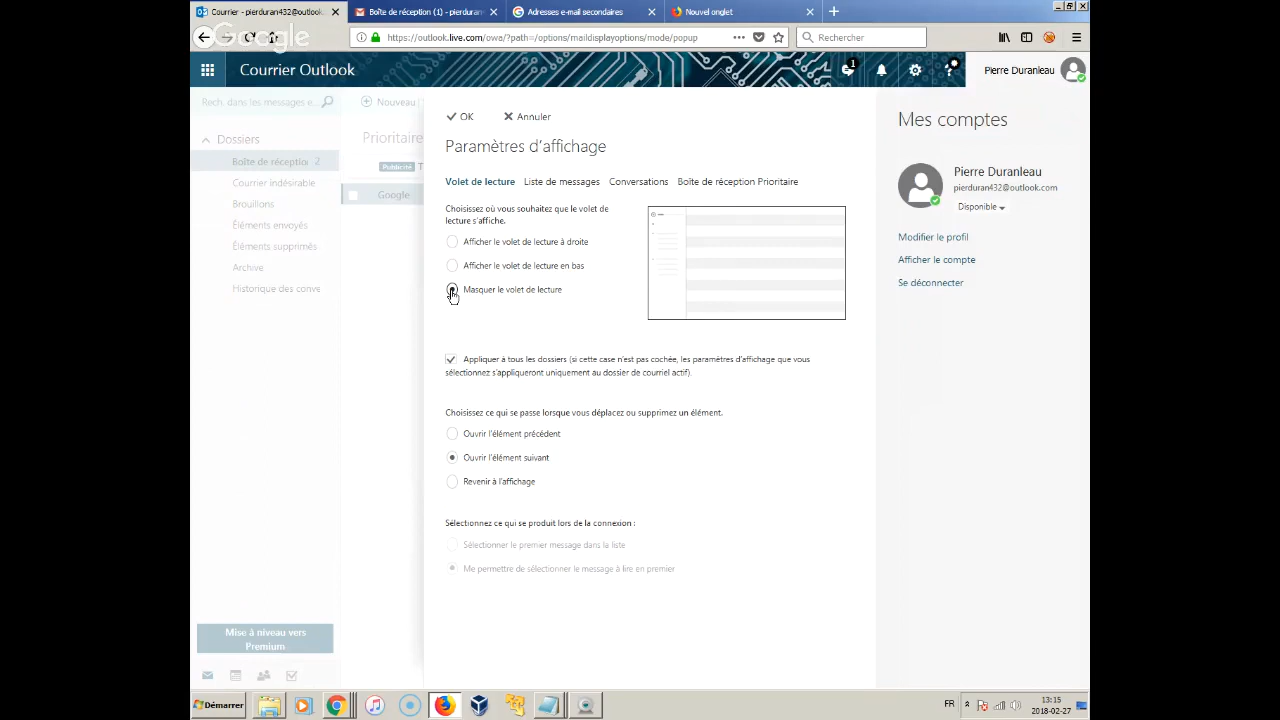 Courrier - pierduran432@outlook. Boîte de réception (1) - pierduran Adresses e-mail secondaires Nouvel onglet
Google
https://outlook.live.com/owa/?path=/options/maildisplayoptions/mode/popup Rechercher
Courrier Outlook 1 Pierre Duranleau
Rech. dans les messages e... Nouveau
OK Annuler
Mes comptes
Dossiers
Prioritaire
Paramètres d'affichage
Boîte de réception 2
Publicité T
Volet de lecture Liste de messages Conversations Boîte de réception Prioritaire
Pierre Duranleau
pierduran432@outlook.com
Disponible
Courrier indésirable
Google
Brouillons
Éléments envoyés
Éléments supprimés
Archive
Historique des conve
Choisissez où vous souhaitez que le volet de
lecture s'affiche.
Afficher le volet de lecture à droite
Afficher le volet de lecture en bas
Masquer le volet de lecture
Modifier le profil
Afficher le compte
Se déconnecter
Appliquer à tous les dossiers (si cette case n'est pas cochée, les paramètres d'affichage que vous
sélectionnez s'appliqueront uniquement au dossier de courriel actif).
Choisissez ce qui se passe lorsque vous déplacez ou supprimez un élément.
Ouvrir l'élément précédent
Ouvrir l'élément suivant
Revenir à l'affichage
Sélectionnez ce qui se produit lors de la connexion :
Sélectionner le premier message dans la liste
Me permettre de sélectionner le message à lire en premier
Mise à niveau vers
Premium
Démarrer FR 13:15
2018-02-27